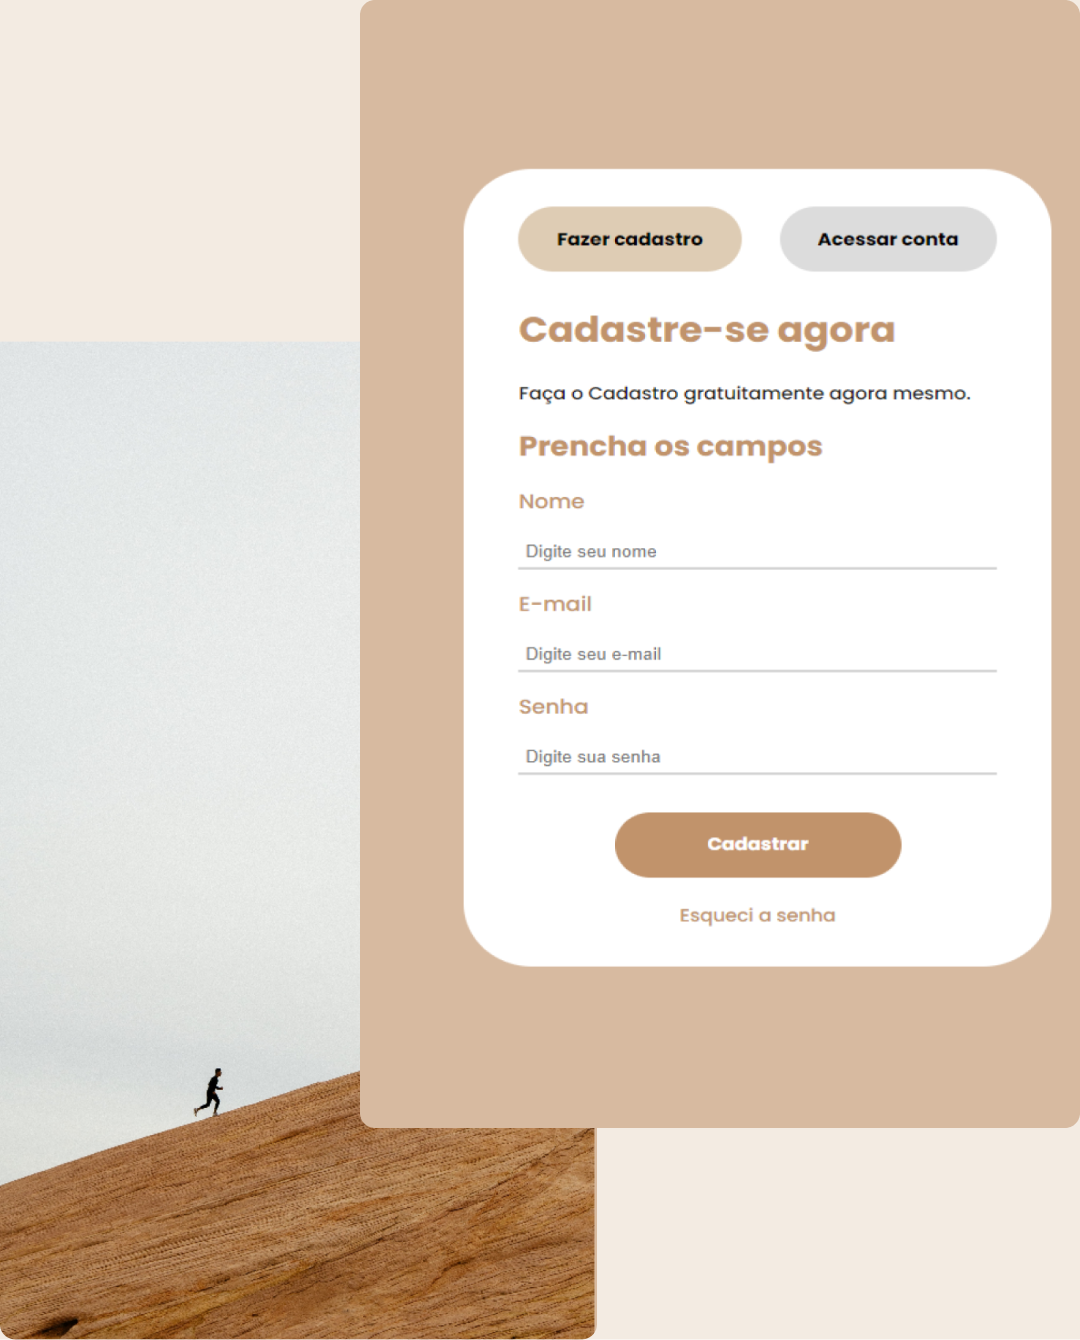 Fazer cadastro
Acessar conta
Cadastre-se agora
Faça o Cadastro gratuitamente agora mesmo.
Prencha os campos
Nome
Digite seu nome
E-mail
Digite seu e-mail
Senha
Digite sua senha
Cadastrar
Esqueci a senha